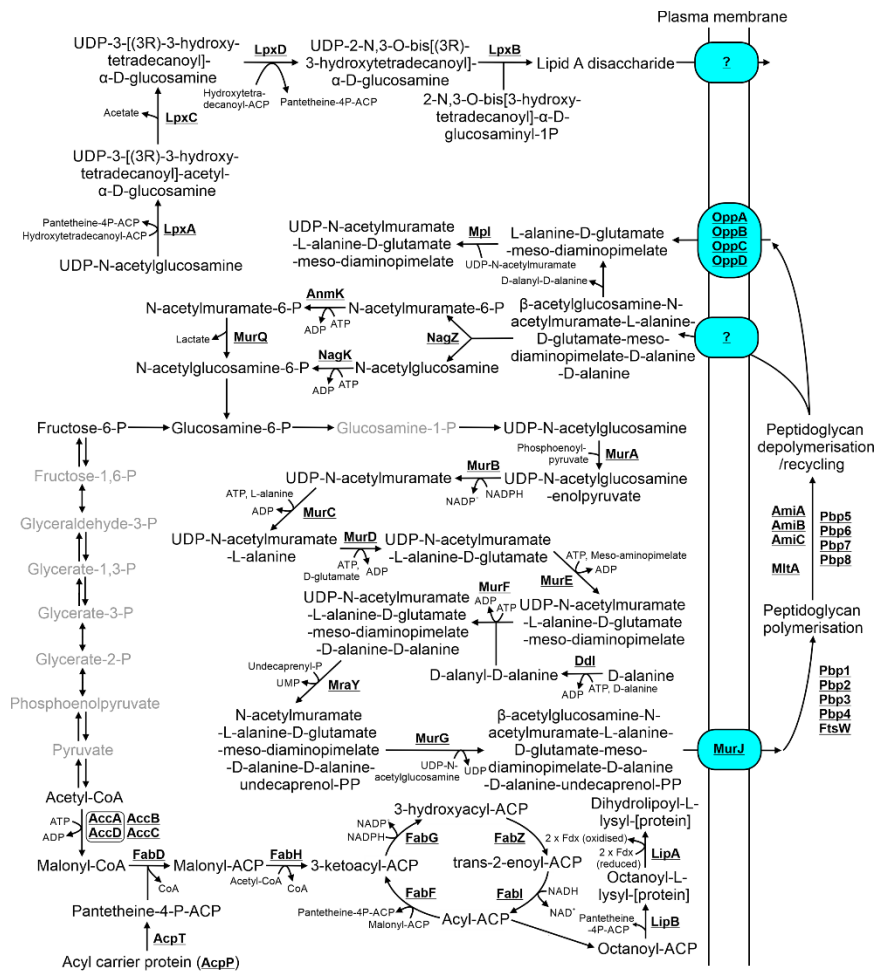 Plasma membrane
UDP-3-[(3R)-3-hydroxy-
tetradecanoyl]-
α-D-glucosamine
LpxD
Hydroxytetra-
decanoyl-ACP
Pantetheine-4P-ACP
UDP-2-N,3-O-bis[(3R)-
3-hydroxytetradecanoyl]-
α-D-glucosamine
LpxB
2-N,3-O-bis[3-hydroxy-
tetradecanoyl]-α-D-
glucosaminyl-1P
Lipid A disaccharide
?
Acetate
LpxC
UDP-3-[(3R)-3-hydroxy-
tetradecanoyl]-acetyl-
α-D-glucosamine
Pantetheine-4P-ACP
Hydroxytetradecanoyl-ACP
LpxA
UDP-N-acetylglucosamine
UDP-N-acetylmuramate
-L-alanine-D-glutamate
-meso-diaminopimelate
Mpl
UDP-N-acetylmuramate
L-alanine-D-glutamate
-meso-diaminopimelate
OppA
OppB
OppC
OppD
D-alanyl-D-alanine
N-acetylmuramate-6-P
AnmK
ADP
ATP
N-acetylmuramate-6-P
NagZ
β-acetylglucosamine-N-
acetylmuramate-L-alanine-
D-glutamate-meso-
diaminopimelate-D-alanine
-D-alanine
?
Lactate
MurQ
N-acetylglucosamine-6-P
NagK
ADP
ATP
N-acetylglucosamine
Fructose-6-P
Glucosamine-6-P
Glucosamine-1-P
UDP-N-acetylglucosamine
Phosphoenoyl-
pyruvate
MurA
UDP-N-acetylglucosamine
-enolpyruvate
MurB
NADP⁺
NADPH
UDP-N-acetylmuramate
ATP, L-alanine
ADP
MurC
UDP-N-acetylmuramate
-L-alanine
MurD
ATP,
D-glutamate
ADP
UDP-N-acetylmuramate
-L-alanine-D-glutamate
ATP, Meso-aminopimelate
ADP
MurE
UDP-N-acetylmuramate
-L-alanine-D-glutamate
-meso-diaminopimelate
MurF
ADP
ATP
UDP-N-acetylmuramate
-L-alanine-D-glutamate
-meso-diaminopimelate
-D-alanine-D-alanine
D-alanyl-D-alanine
Ddl
ADP
ATP, D-alanine
D-alanine
Undecaprenyl-P
UMP
MraY
N-acetylmuramate
-L-alanine-D-glutamate
-meso-diaminopimelate
-D-alanine-D-alanine-
undecaprenol-PP
MurG
UDP-N-
acetylglucosamine
UDP
β-acetylglucosamine-N-
acetylmuramate-L-alanine-
D-glutamate-meso-
diaminopimelate-D-alanine
-D-alanine-undecaprenol-PP
MurJ
Peptidoglycan
depolymerisation
/recycling
AmiA
AmiB
AmiC
MltA
Pbp5
Pbp6
Pbp7
Pbp8
Peptidoglycan
polymerisation
Pbp1
Pbp2
Pbp3
Pbp4
FtsW
Fructose-1,6-P
Glyceraldehyde-3-P
Glycerate-1,3-P
Glycerate-3-P
Glycerate-2-P
Phosphoenolpyruvate
Pyruvate
Acetyl-CoA
ATP
ADP
AccA AccB
AccD AccC
Malonyl-CoA
FabD
CoA
Pantetheine-4-P-ACP
AcpT
Acyl carrier protein (AcpP)
Malonyl-ACP
FabH
Acetyl-CoA
CoA
3-ketoacyl-ACP
NADP⁺
NADPH
FabG
3-hydroxyacyl-ACP
FabZ
trans-2-enoyl-ACP
FabI
NADH
NAD⁺
Acyl-ACP
FabF
Pantetheine-4P-ACP
Malonyl-ACP
Octanoyl-ACP
Pantetheine
-4P-ACP
LipB
Octanoyl-L-
lysyl-[protein]
2 x Fdx (oxidised)
2 x Fdx
(reduced)
LipA
Dihydrolipoyl-L-
lysyl-[protein]